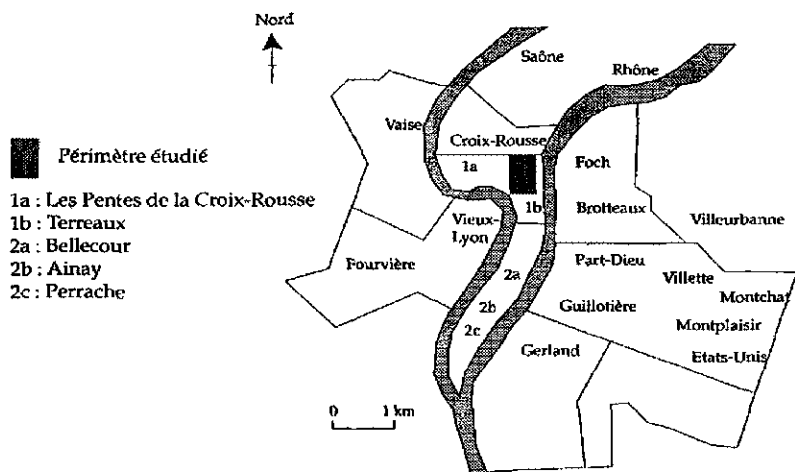 Nord
Saône
Rhône
Vaise
Périmètre étudié
Croix-Rousse
1a
Foch
1a : Les Pentes de la Croix-Rousse
1b : Terreaux
2a : Bellecour
2b : Ainay
2c : Perrache
1b
Brotteaux
Villeurbanne
Vieux-
Lyon
Fourvière
Part-Dieu
2a
Villette
Montchat
2b
Guillotière
2c
Montplaisir
Gerland
Etats-Unis
0 1 km